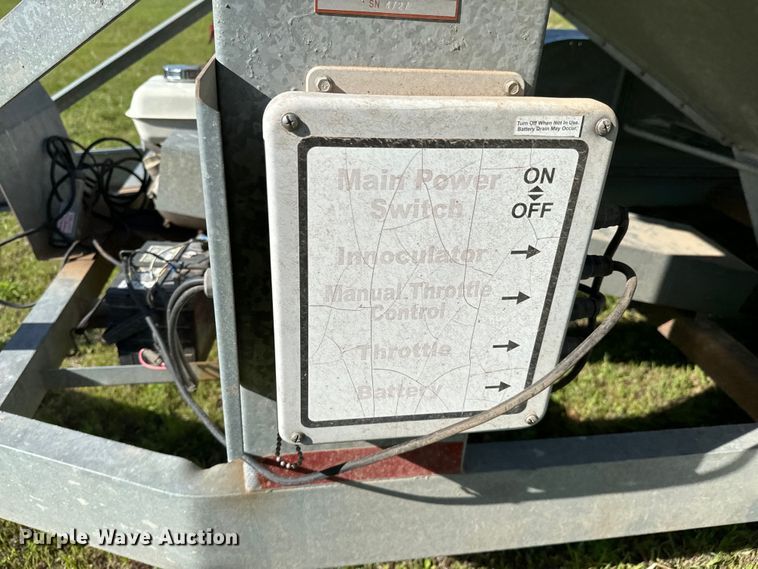 SN 4727
Turn Off When Not In Use.
Battery Drain May Occur.
Main Power
Switch
ON
OFF
Innoculator
Manual Throttle
Control
Throttle
Battery
Purple Wave Auction